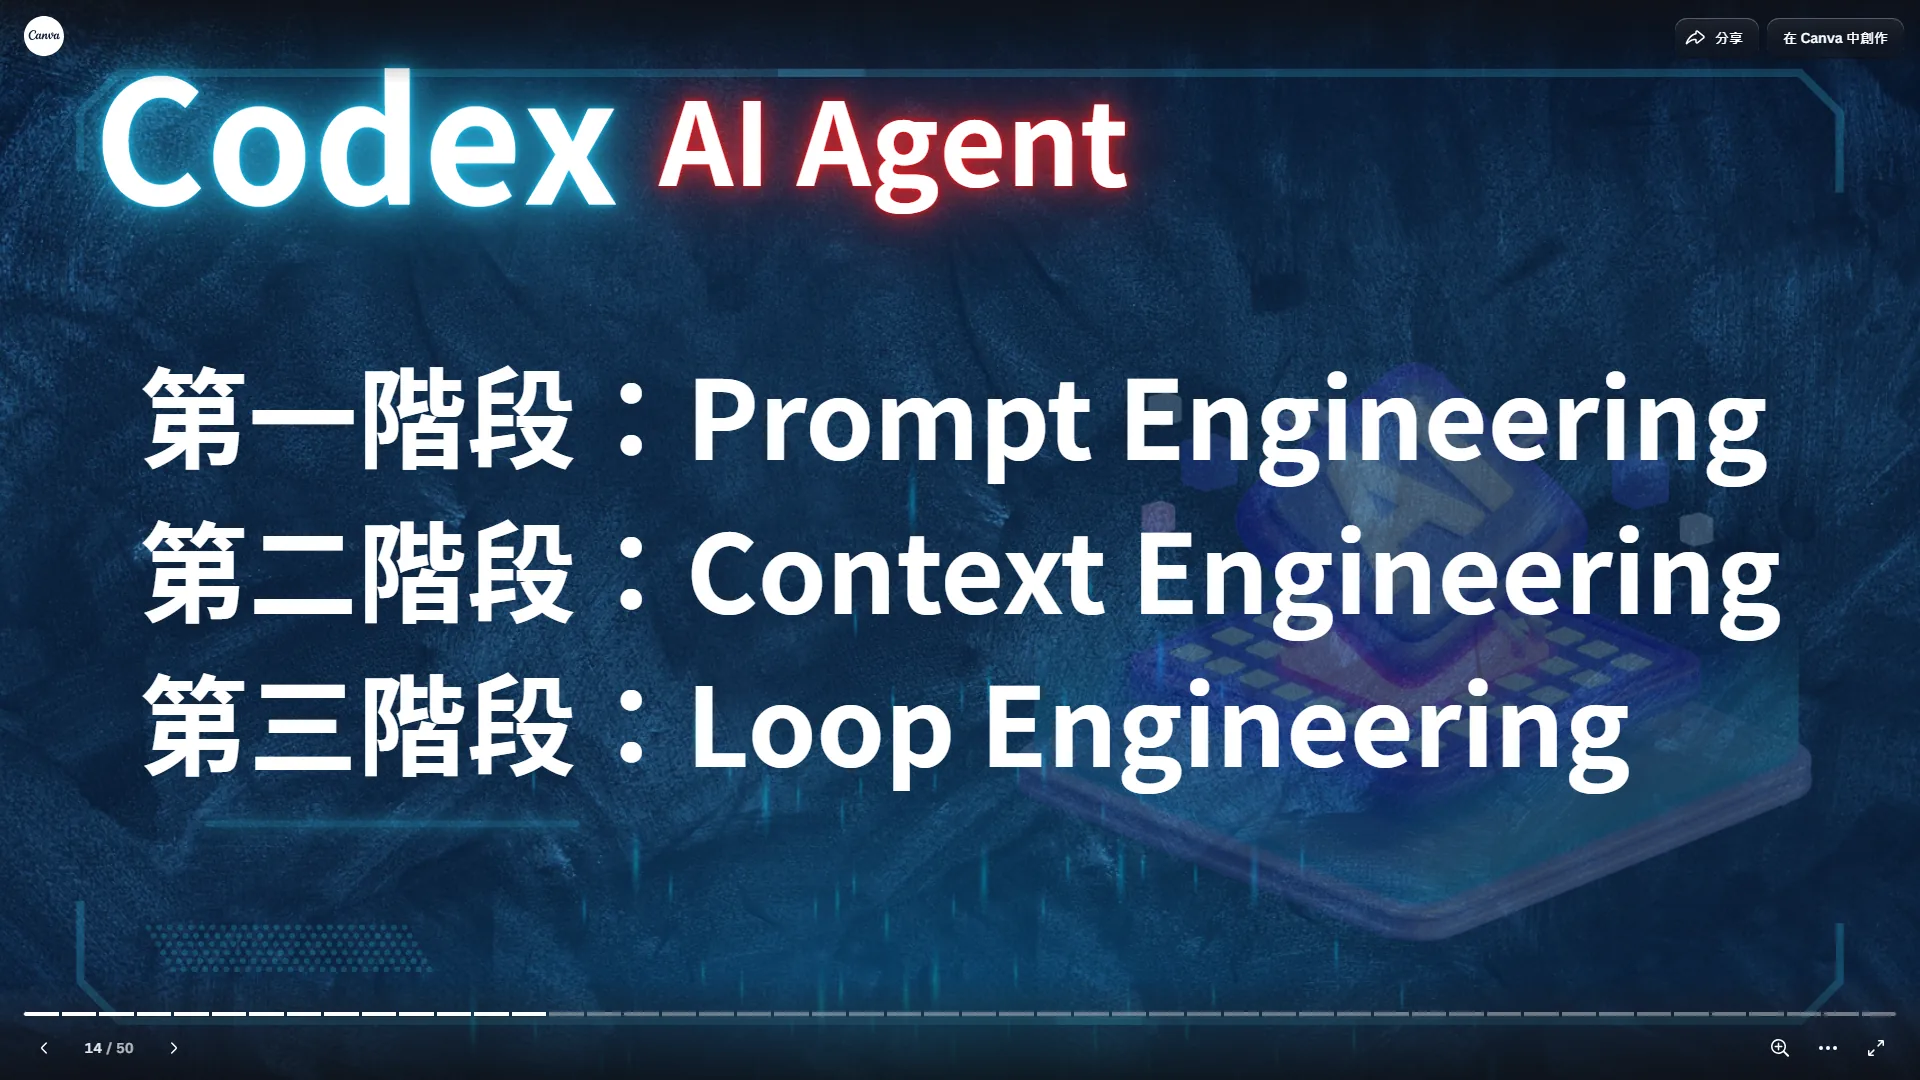 Canva
分享
在 Canva 中創作
Codex AI Agent
第一階段：Prompt Engineering
第二階段：Context Engineering
第三階段：Loop Engineering
AI
14 / 50